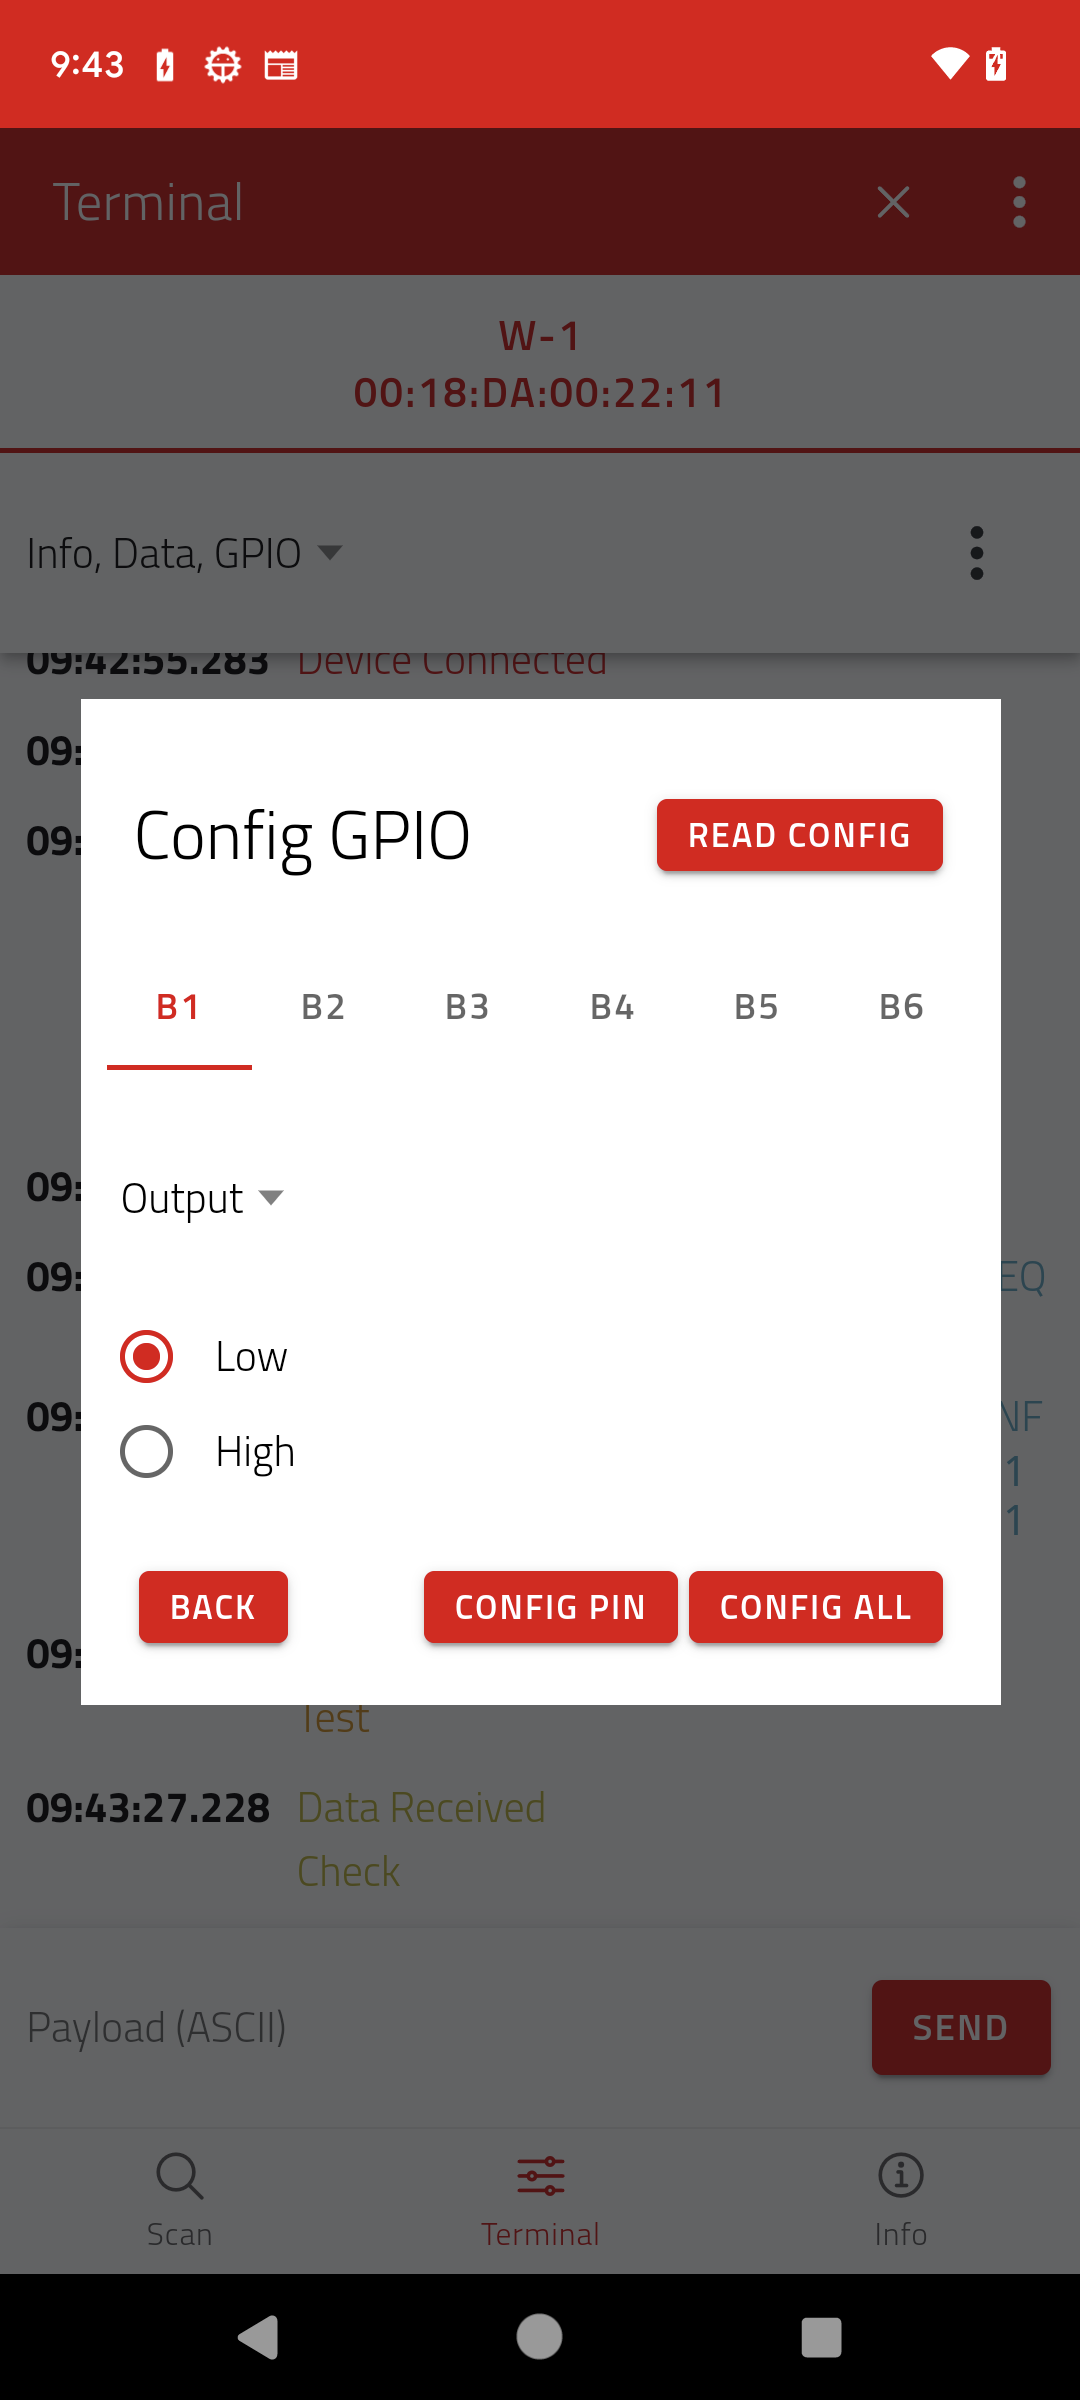 9:43
Terminal
W-1
00:18:DA:00:22:11
Info, Data, GPIO
09:42:55.283 Device Connected
09:
09:
Config GPIO READ CONFIG
B1 B2 B3 B4 B5 B6
09:
Output
09: EQ
Low
09: NF
High
1
1
BACK CONFIG PIN CONFIG ALL
09:
Test
09:43:27.228 Data Received
Check
Payload (ASCII) SEND
Scan Terminal Info